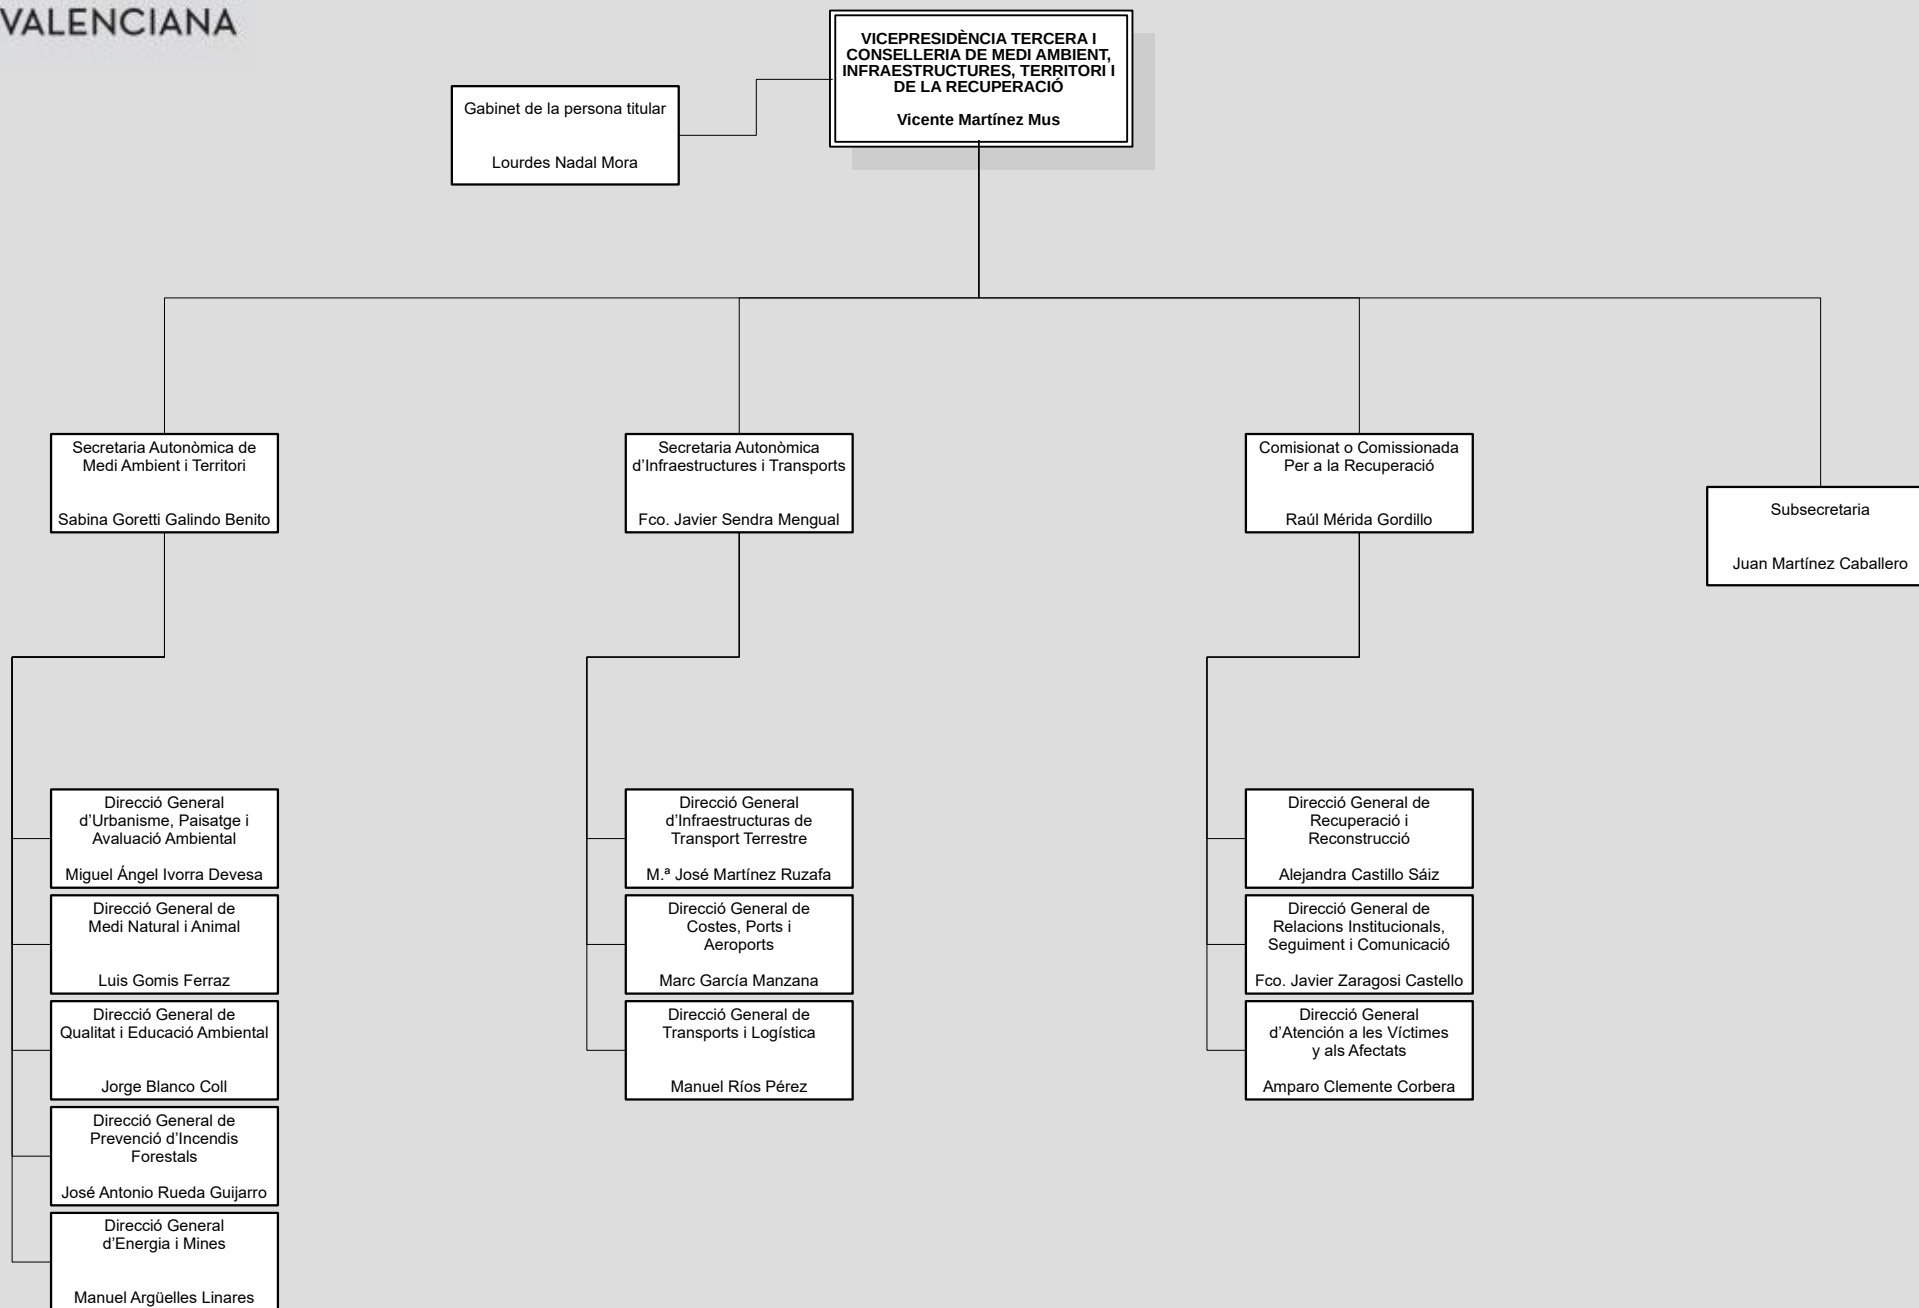 VALENCIANA
VICEPRESIDÈNCIA TERCERA I
CONSELLERIA DE MEDI AMBIENT,
INFRAESTRUCTURES, TERRITORI I
DE LA RECUPERACIÓ
Vicente Martínez Mus
Gabinet de la persona titular
Lourdes Nadal Mora
Secretaria Autonòmica de
Medi Ambient i Territori
Sabina Goretti Galindo Benito
Secretaria Autonòmica
d’Infraestructures i Transports
Fco. Javier Sendra Mengual
Comisionat o Comissionada
Per a la Recuperació
Raúl Mérida Gordillo
Subsecretaria
Juan Martínez Caballero
Direcció General
d’Urbanisme, Paisatge i
Avaluació Ambiental
Miguel Ángel Ivorra Devesa
Direcció General de
Medi Natural i Animal
Luis Gomis Ferraz
Direcció General de
Qualitat i Educació Ambiental
Jorge Blanco Coll
Direcció General de
Prevenció d’Incendis
Forestals
José Antonio Rueda Guijarro
Direcció General
d’Energia i Mines
Manuel Argüelles Linares
Direcció General
d’Infraestructuras de
Transport Terrestre
M.ª José Martínez Ruzafa
Direcció General de
Costes, Ports i
Aeroports
Marc García Manzana
Direcció General de
Transports i Logística
Manuel Ríos Pérez
Direcció General de
Recuperació i
Reconstrucció
Alejandra Castillo Sáiz
Direcció General de
Relacions Institucionals,
Seguiment i Comunicació
Fco. Javier Zaragosi Castello
Direcció General
d’Atención a les Víctimes
y als Afectats
Amparo Clemente Corbera